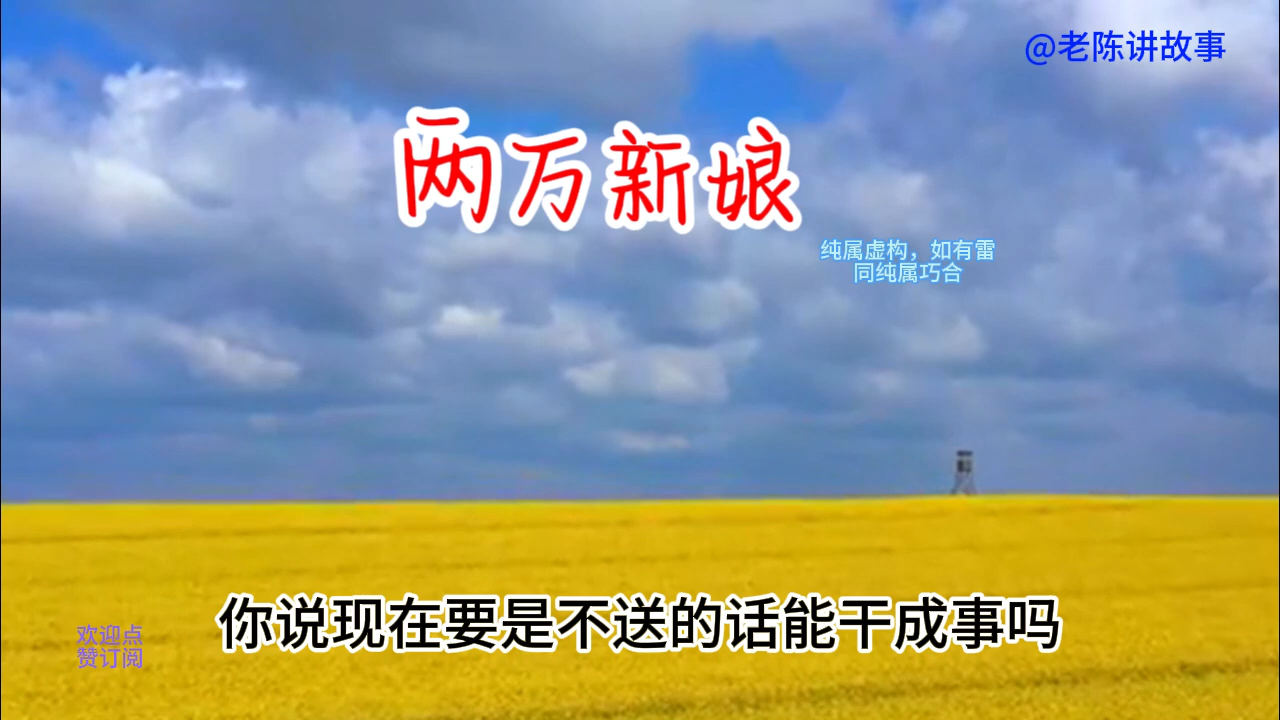 @老陈讲故事
两万新娘
纯属虚构，如有雷
同纯属巧合
你说现在要是不送的话能干成事吗
欢迎点
赞订阅